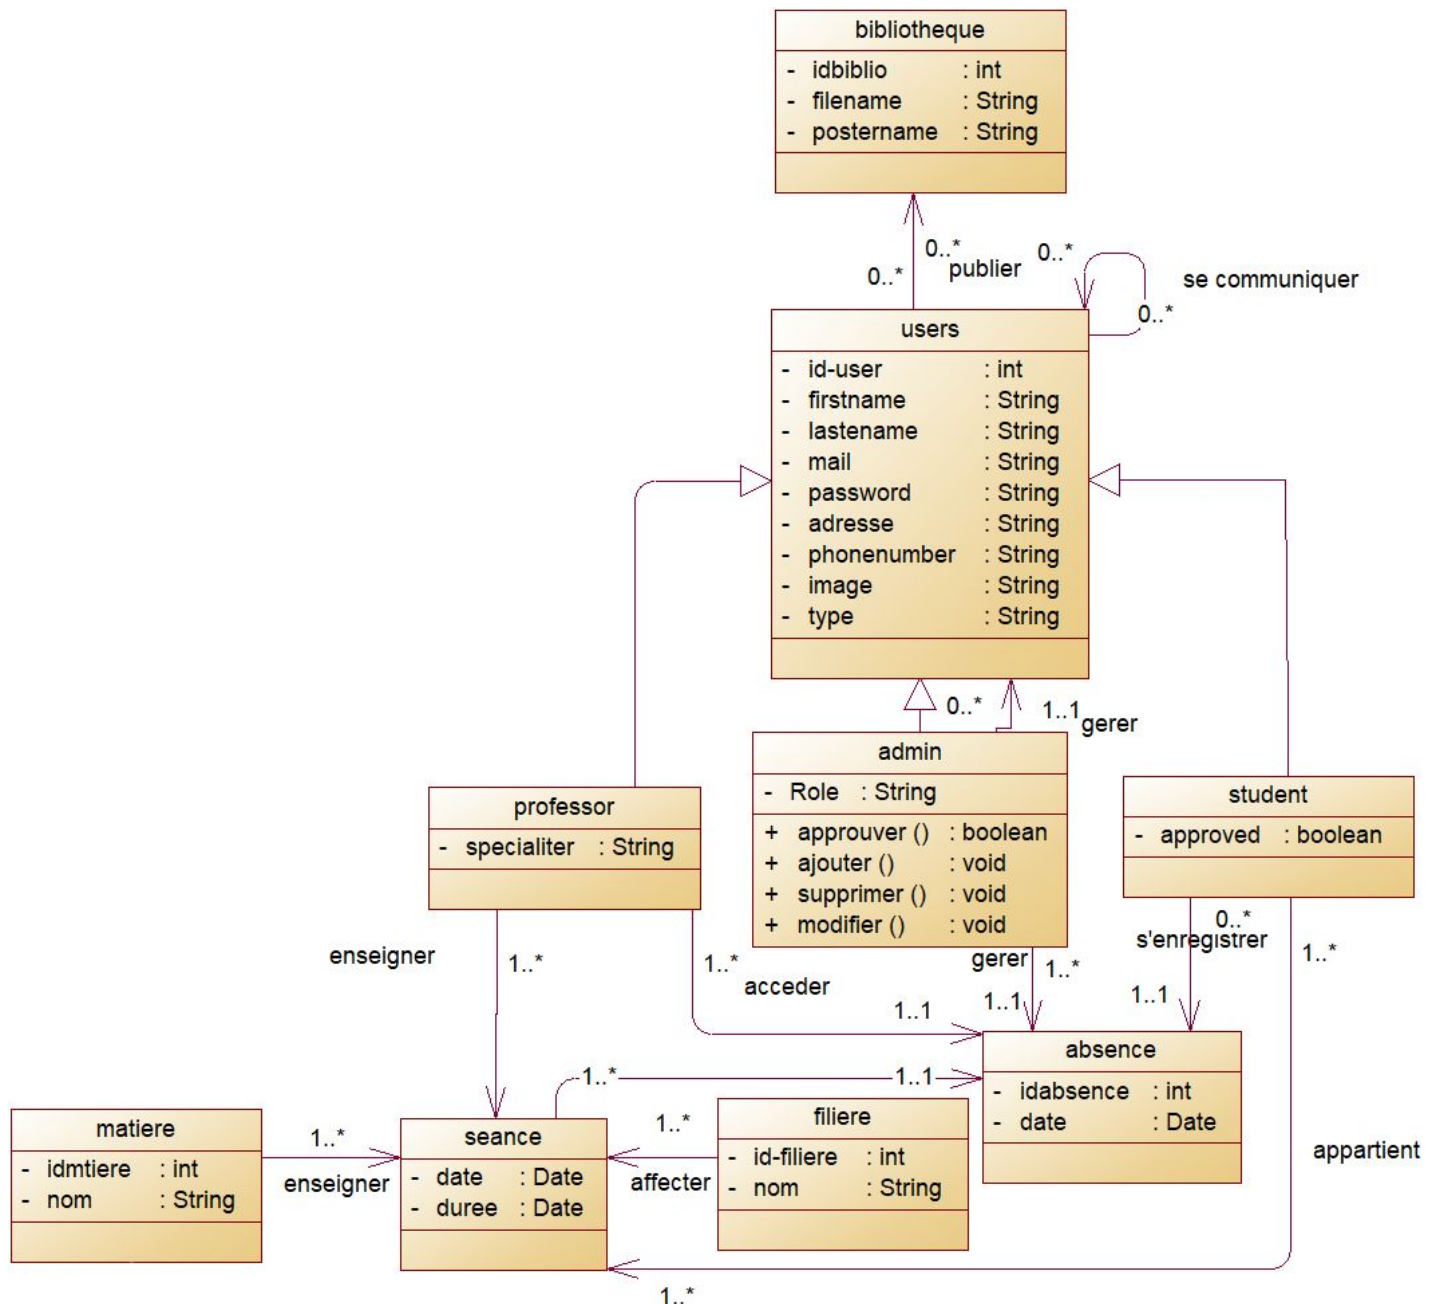 bibliotheque
- idbiblio : int
- filename : String
- postername : String
0..*
publier
0..*
0..*
se communiquer
0..*
users
- id-user : int
- firstname : String
- lastename : String
- mail : String
- password : String
- adresse : String
- phonenumber : String
- image : String
- type : String
0..*
1..1
gerer
admin
- Role : String
+ approuver () : boolean
+ ajouter () : void
+ supprimer () : void
+ modifier () : void
professor
- specialiter : String
student
- approved : boolean
enseigner
1..*
1..*
acceder
1..1
gerer
1..*
1..1
0..*
s'enregistrer
1..1
1..*
absence
- idabsence : int
- date : Date
1..*
1..1
matiere
- idmtiere : int
- nom : String
1..*
enseigner
seance
- date : Date
- duree : Date
1..*
affecter
filiere
- id-filiere : int
- nom : String
appartient
1..*